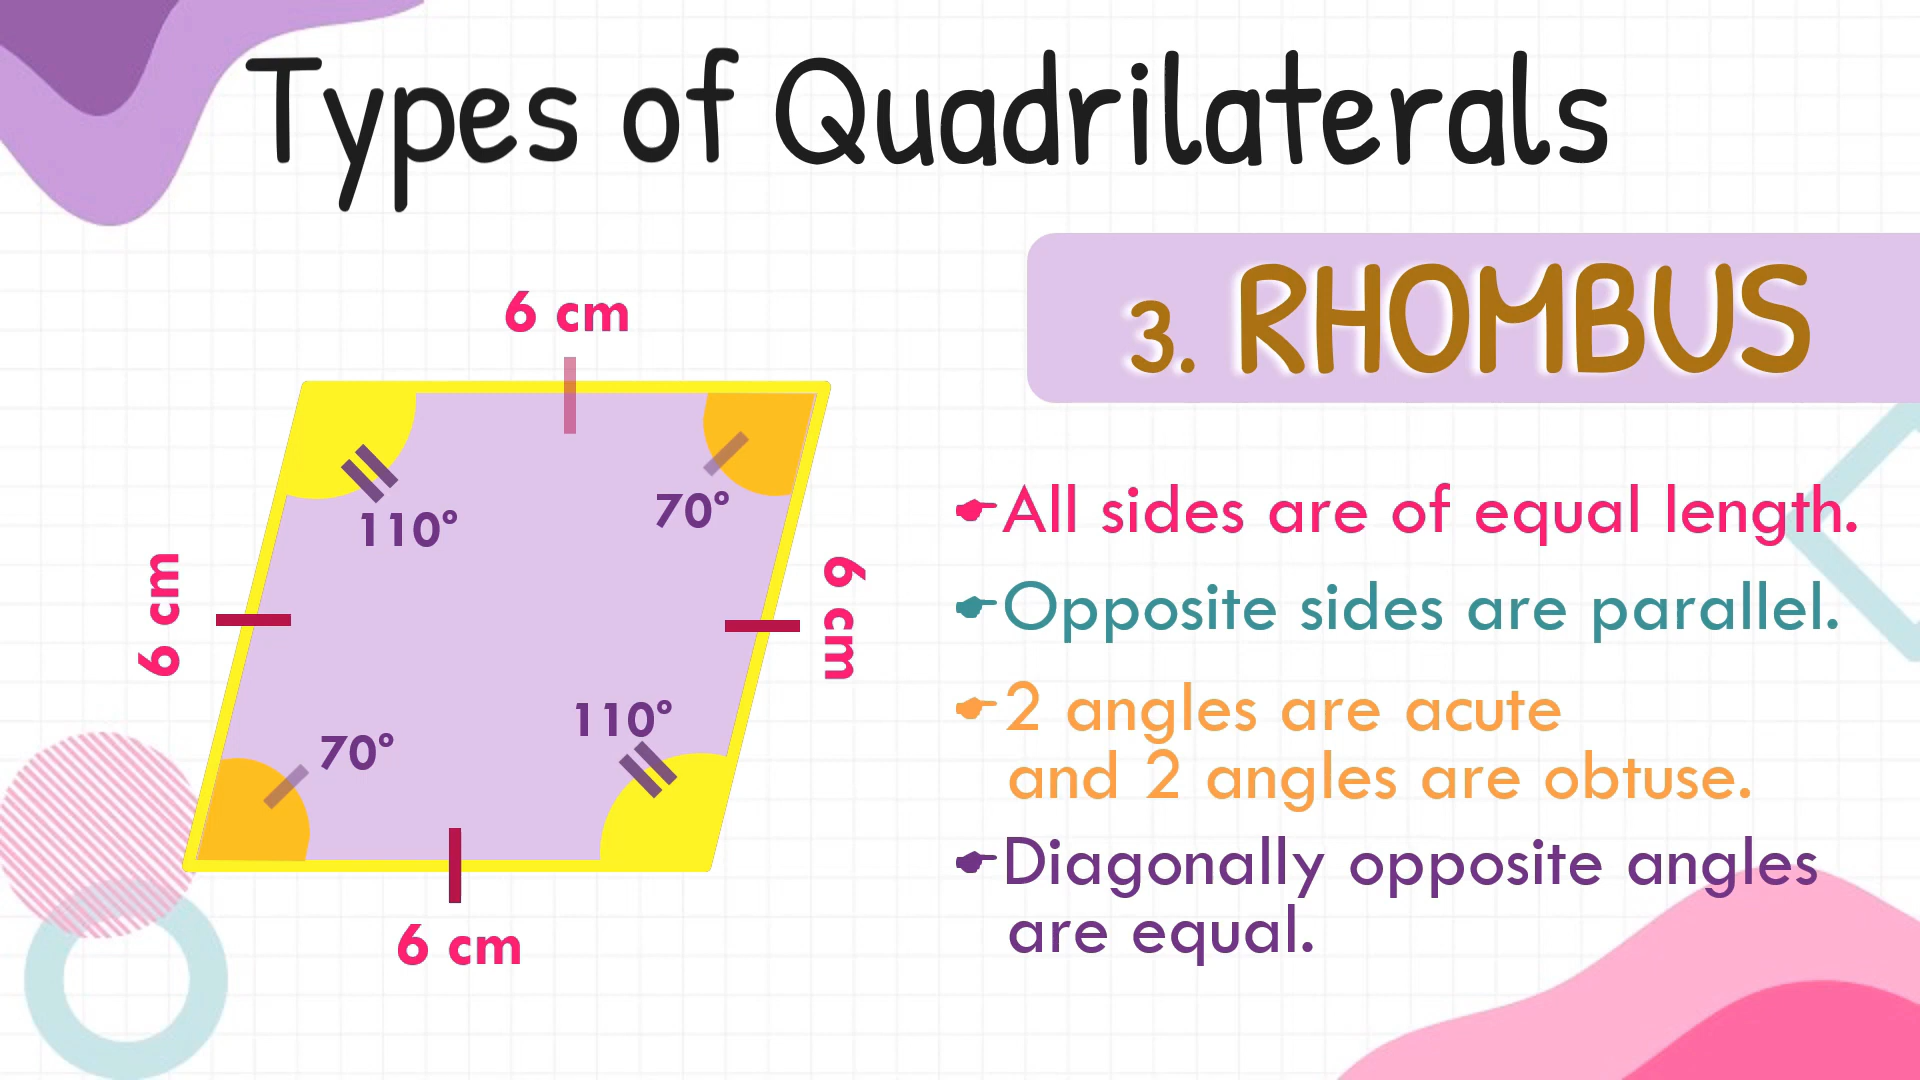 Types of Quadrilaterals
3. RHOMBUS
6 cm
110°
70°
6 cm
6 cm
70°
110°
6 cm
All sides are of equal length.
Opposite sides are parallel.
2 angles are acute
and 2 angles are obtuse.
Diagonally opposite angles
are equal.